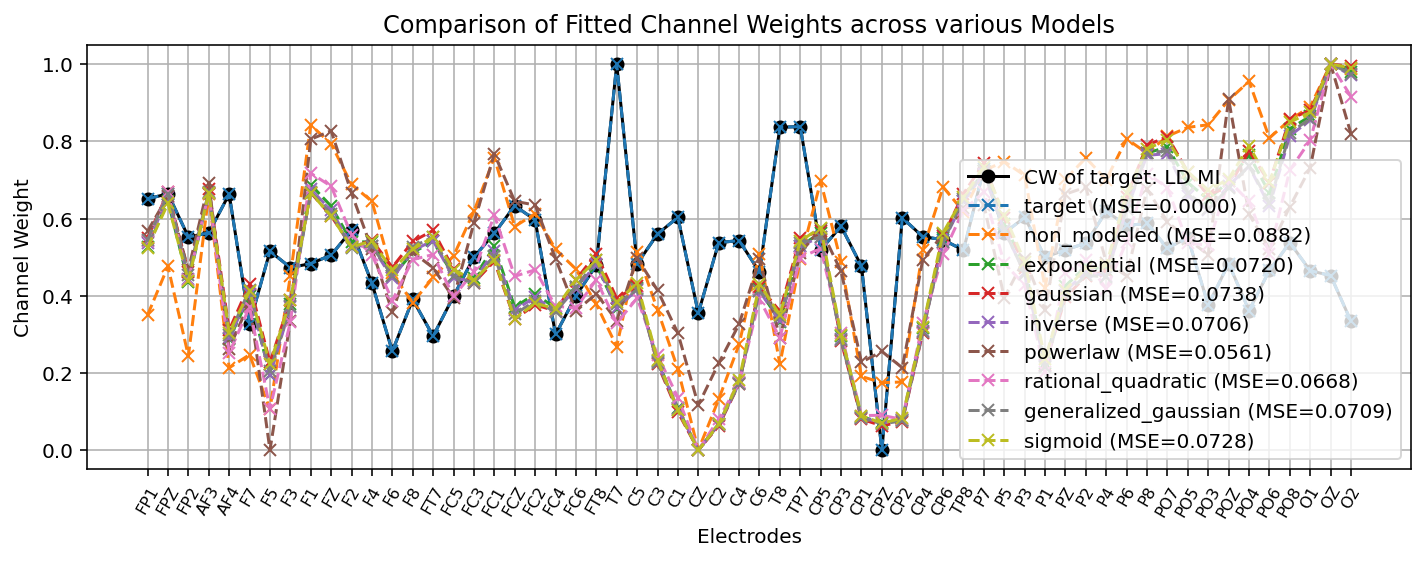 Comparison of Fitted Channel Weights across various Models
Channel Weight
1.0
0.8
0.6
0.4
0.2
0.0
CW of target: LD MI
target (MSE=0.0000)
non_modeled (MSE=0.0882)
exponential (MSE=0.0720)
gaussian (MSE=0.0738)
inverse (MSE=0.0706)
powerlaw (MSE=0.0561)
rational_quadratic (MSE=0.0668)
generalized_gaussian (MSE=0.0709)
sigmoid (MSE=0.0728)
FP1 FPZ FP2 AF3 AF4 F7 F5 F3 F1 FZ F2 F4 F6 F8 FT7 FC5 FC3 FC1 FCZ FC2 FC4 FC6 FT8 T7 C5 C3 C1 CZ C2 C4 C6 T8 TP7 CP5 CP3 CP1 CPZ CP2 CP4 CP6 TP8 P7 P5 P3 P1 PZ P2 P4 P6 P8 PO7 PO5 PO3 POZ PO4 PO6 PO8 O1 OZ O2
Electrodes